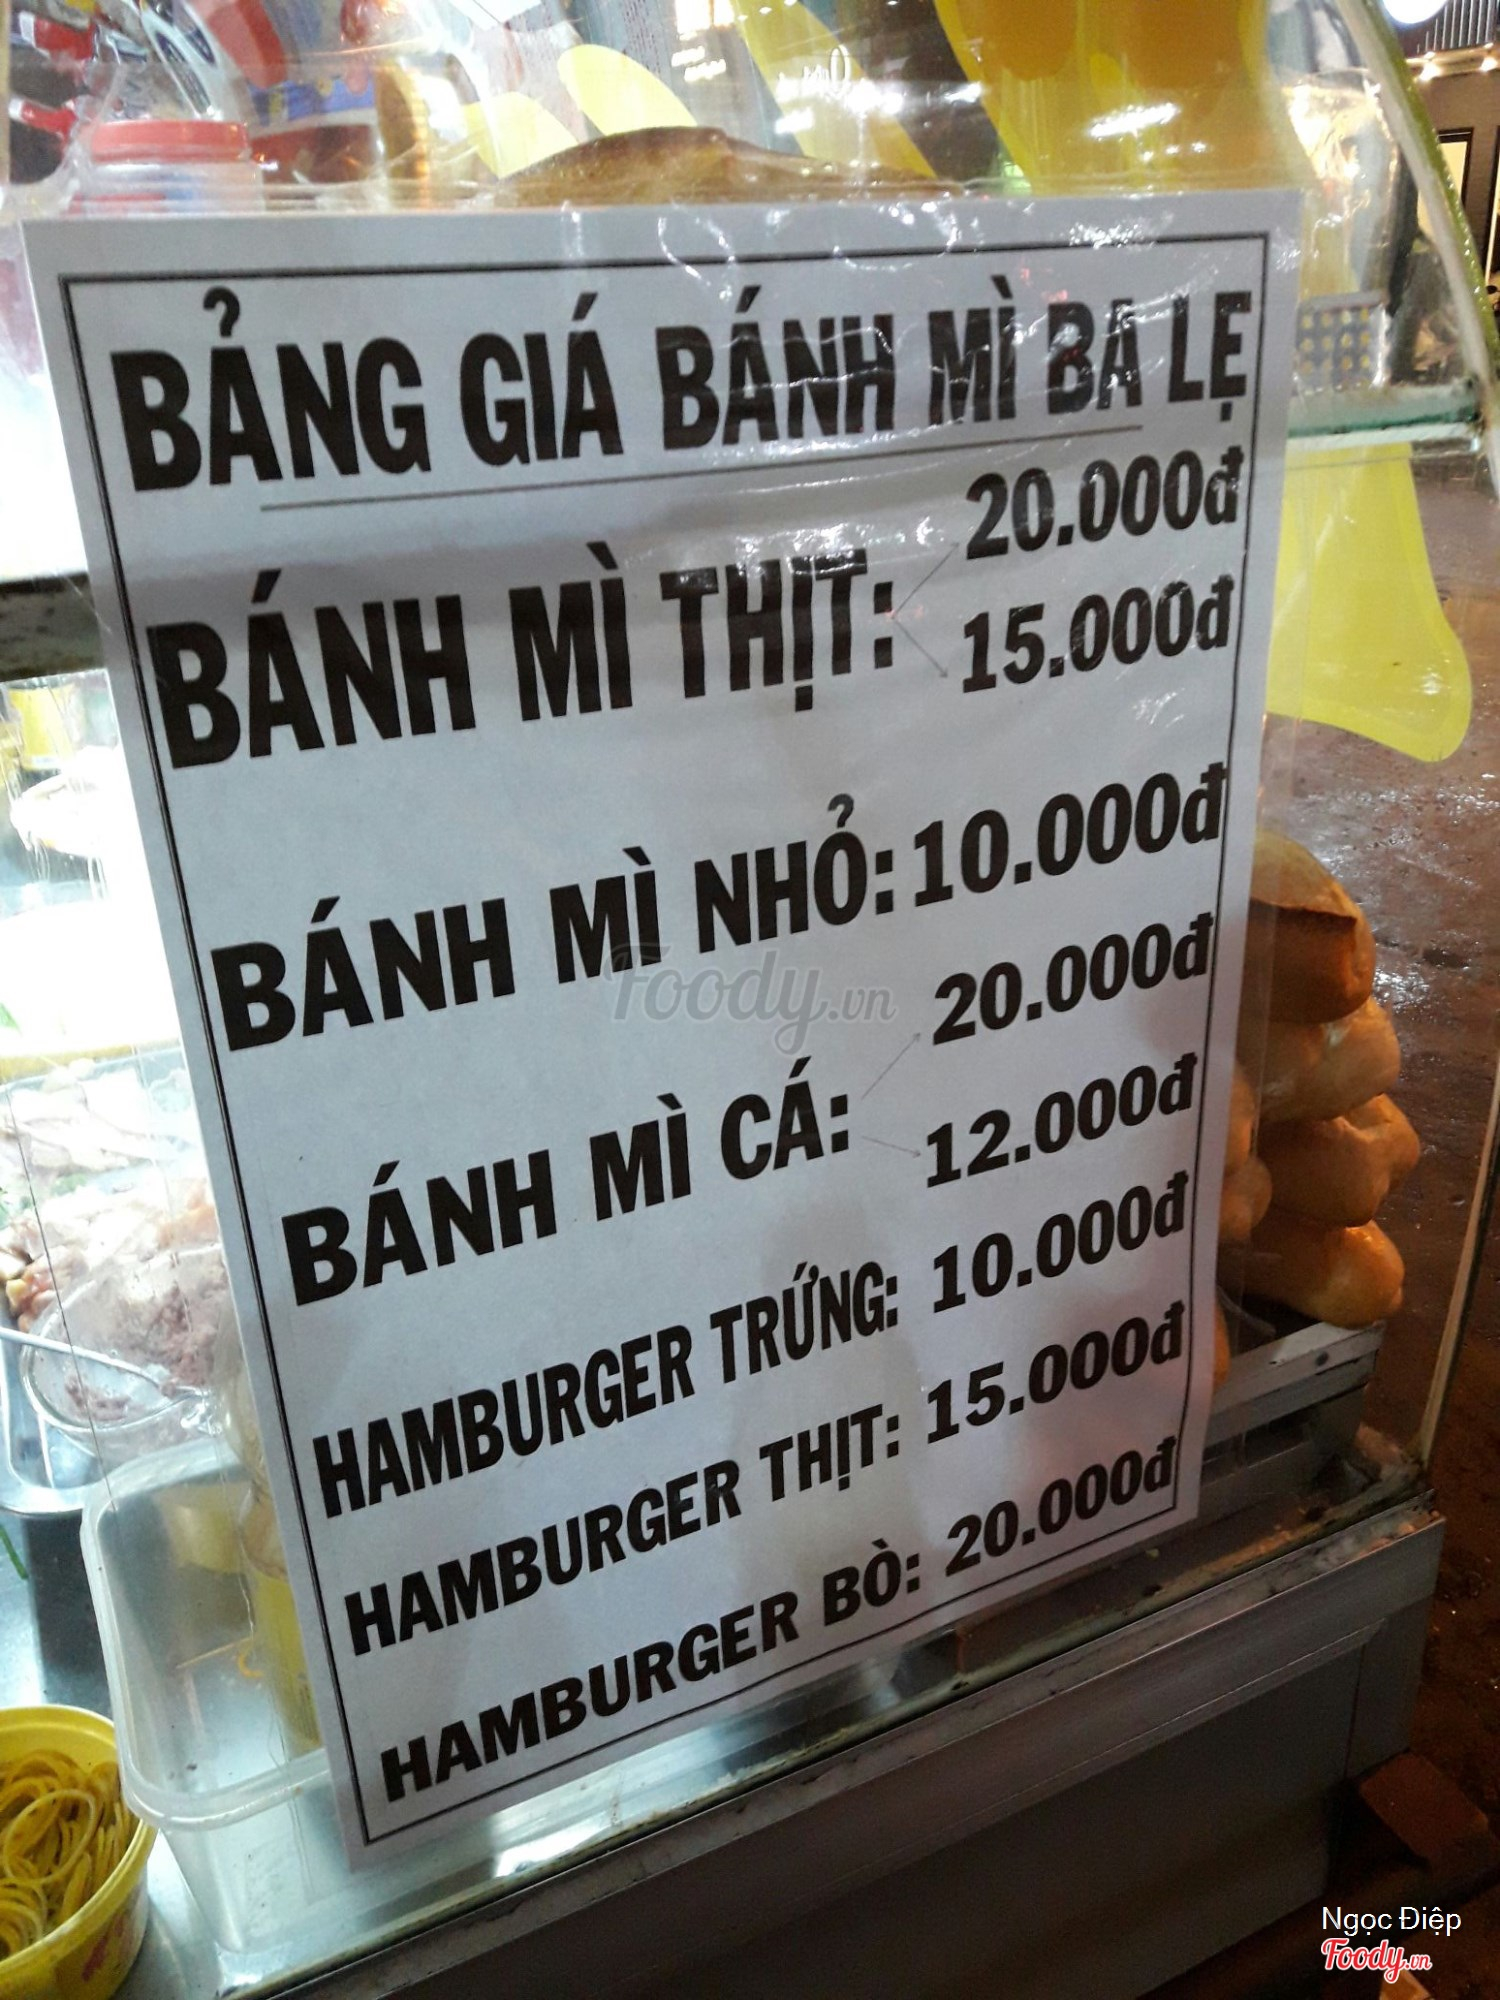 BẢNG GIÁ BÁNH MÌ BA LẸ
20.000đ
BÁNH MÌ THỊT:
15.000đ
BÁNH MÌ NHỎ: 10.000đ
20.000đ
BÁNH MÌ CÁ:
12.000đ
HAMBURGER TRỨNG: 10.000đ
HAMBURGER THỊT: 15.000đ
HAMBURGER BÒ: 20.000đ
Foody.vn
Ngọc Điệp
Foody.vn